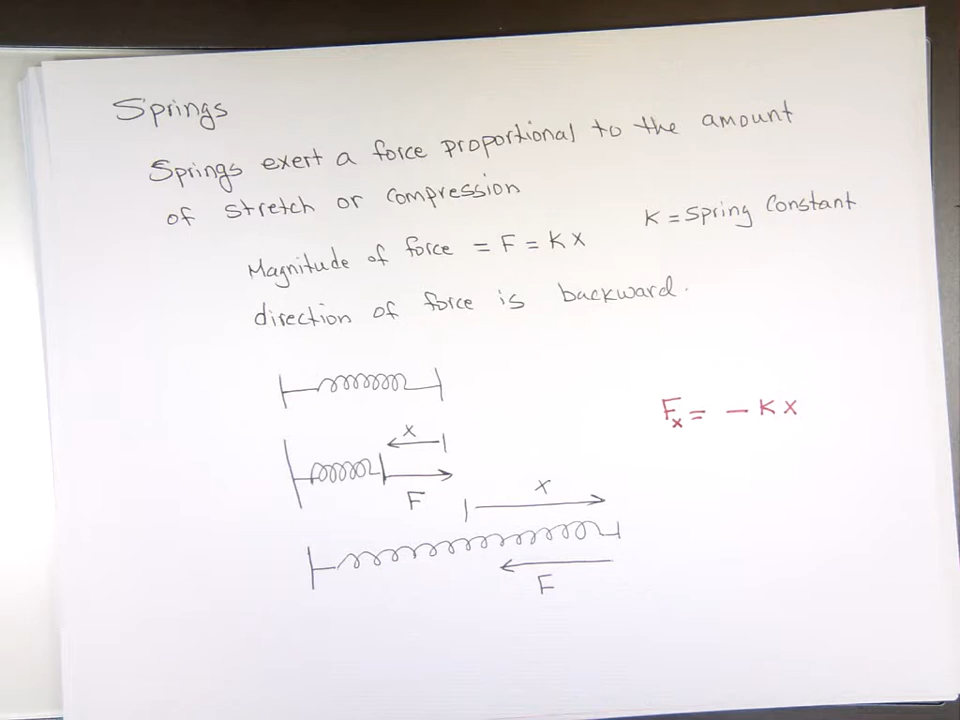 Springs
Springs exert a force proportional to the amount
of stretch or compression
Magnitude of force = F = K x
K = Spring Constant
direction of force is backward.
x
F
Fx = - K x
x
F